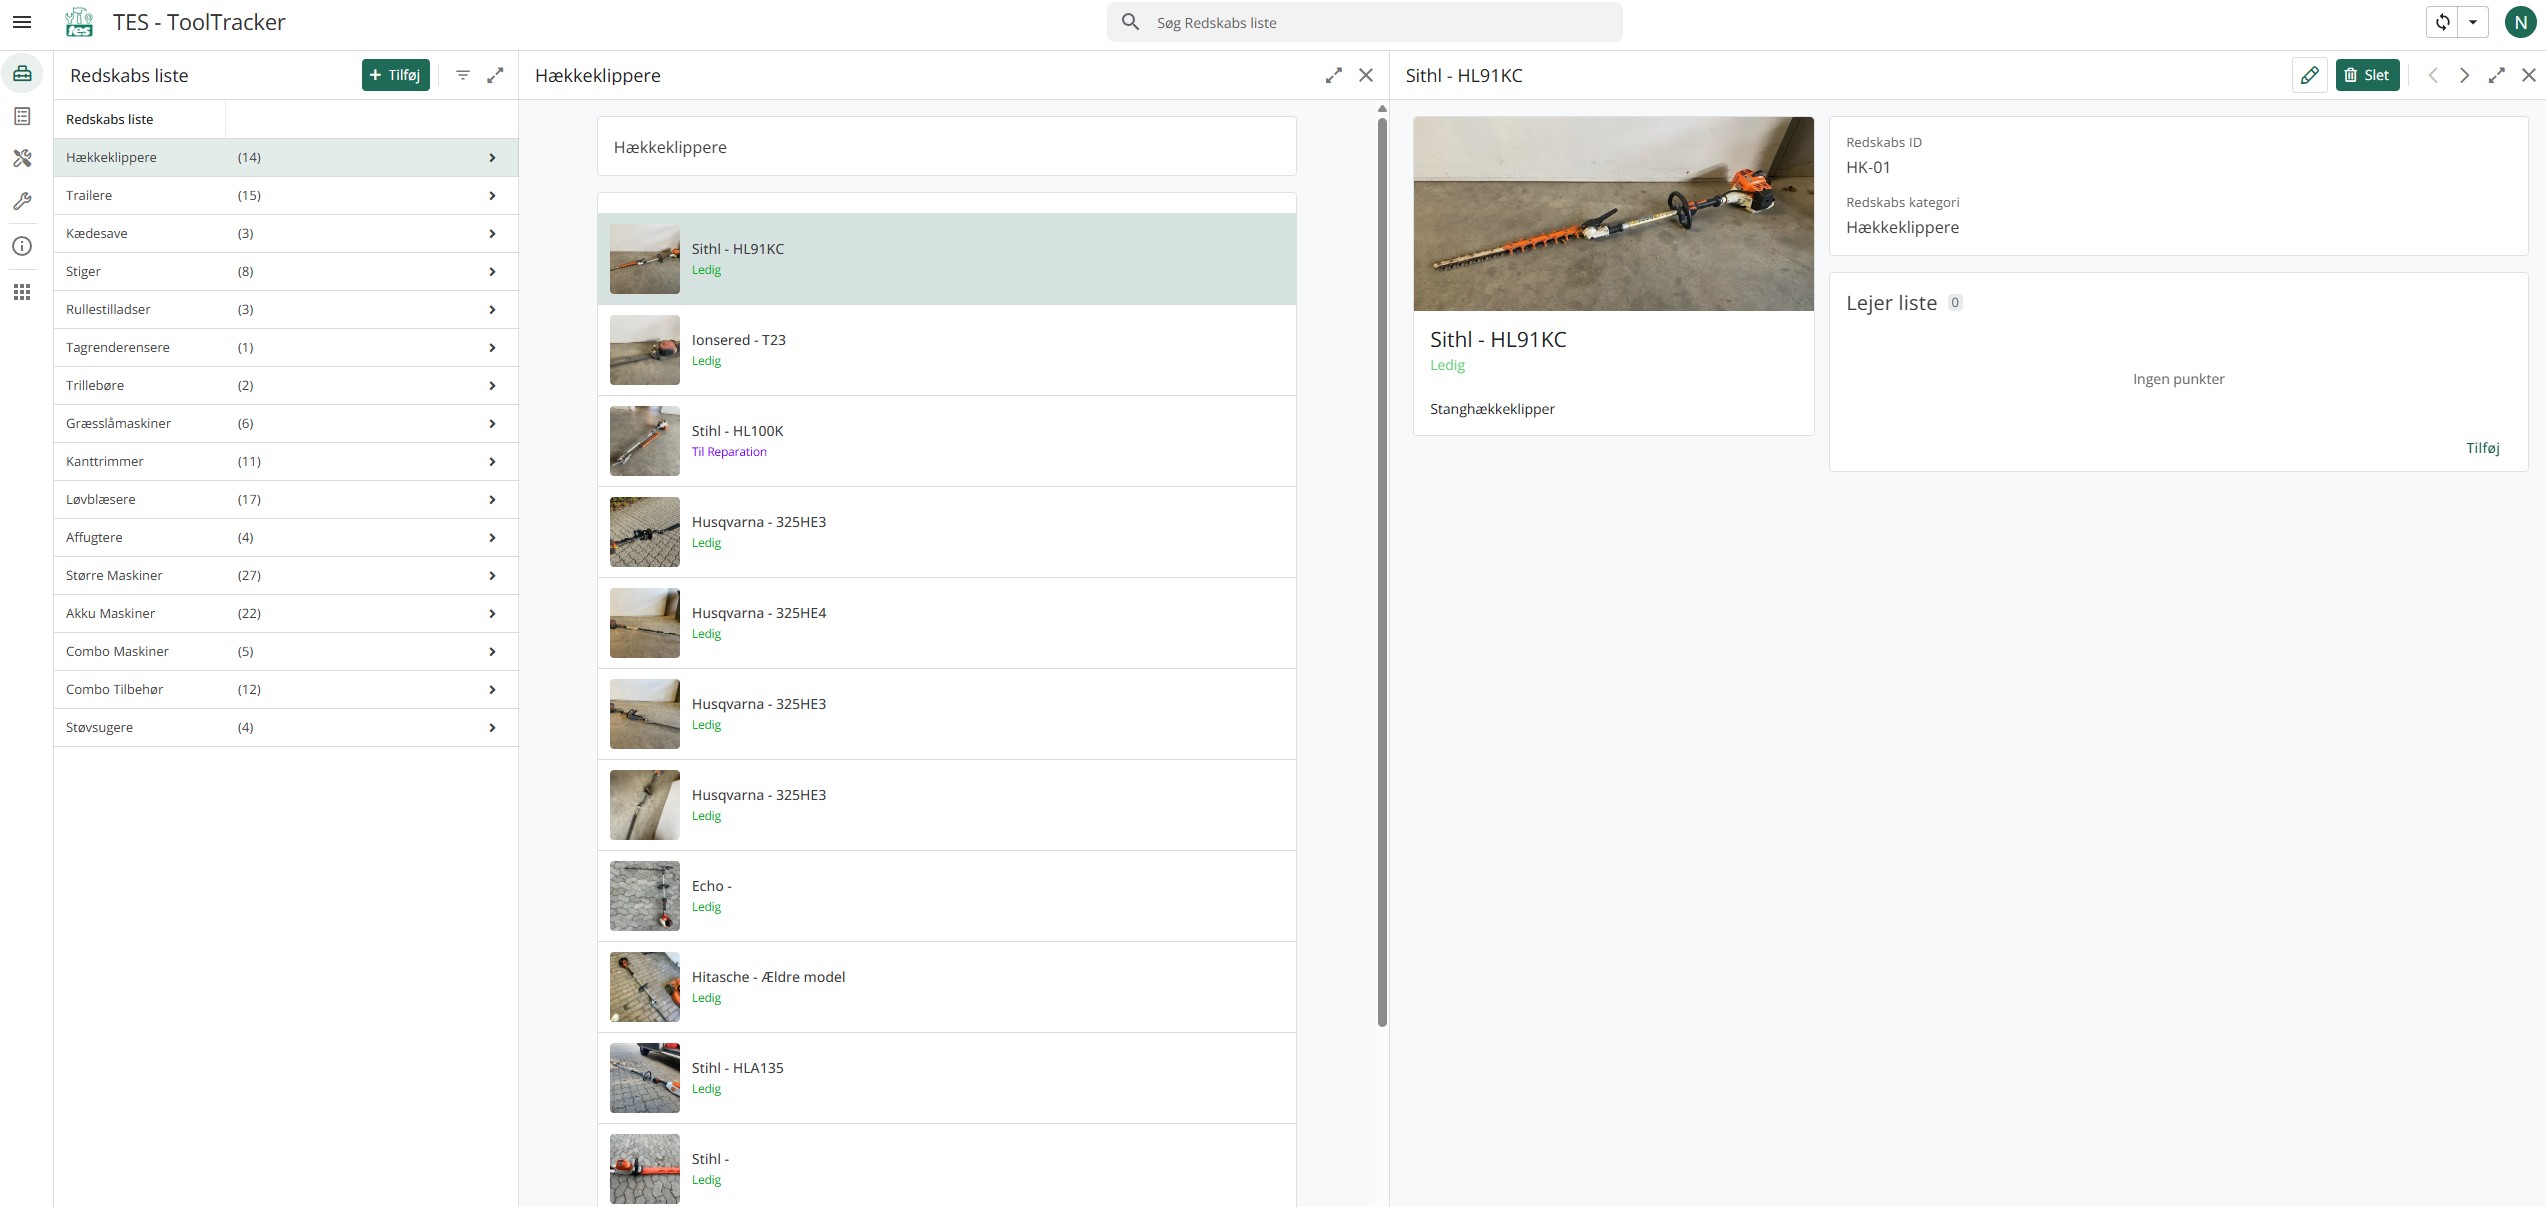 TES - ToolTracker
Søg Redskabs liste
N
Redskabs liste
+ Tilføj
Redskabs liste
Hækkeklippere (14)
Trailere (15)
Kædesave (3)
Stiger (8)
Rullestilladser (3)
Tagrenderensere (1)
Trillebøre (2)
Græsslåmaskiner (6)
Kanttrimmer (11)
Løvblæsere (17)
Affugtere (4)
Større Maskiner (27)
Akku Maskiner (22)
Combo Maskiner (5)
Combo Tilbehør (12)
Støvsugere (4)
Hækkeklippere
Hækkeklippere
Sithl - HL91KC
Ledig
Ionsered - T23
Ledig
Stihl - HL100K
Til Reparation
Husqvarna - 325HE3
Ledig
Husqvarna - 325HE4
Ledig
Husqvarna - 325HE3
Ledig
Husqvarna - 325HE3
Ledig
Echo -
Ledig
Hitasche - Ældre model
Ledig
Stihl - HLA135
Ledig
Stihl -
Ledig
Sithl - HL91KC
Slet
Sithl - HL91KC
Ledig
Stanghækkeklipper
Redskabs ID
HK-01
Redskabs kategori
Hækkeklippere
Lejer liste 0
Ingen punkter
Tilføj